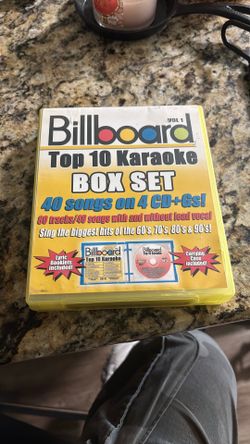 VOL 1
Billboard
Top 10 Karaoke
BOX SET
40 songs on 4 CD+Gs!
80 tracks/40 songs with and without lead vocal
Sing the biggest hits of the 60's, 70's, 80's & 90's!
Lyric
Booklets
included!
Billboard
Top 10 Karaoke
Carrying
Case
included!